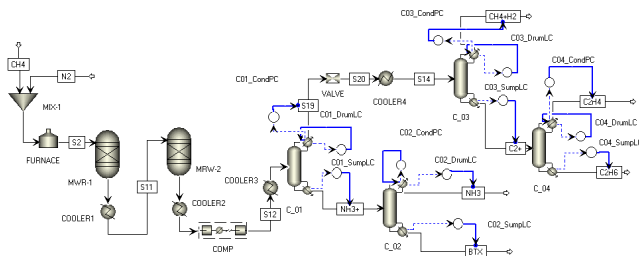 C03_CondPC
CH4+H2
CH4
N2
MIX-1
FURNACE
S2
MWR-1
COOLER1
S11
MRW-2
COOLER2
COMP
S12
COOLER3
C_01
C01_CondPC
S19
C01_DrumLC
C01_SumpLC
NH3+
VALVE
S20
COOLER4
S14
C_03
C03_DrumLC
C03_SumpLC
C2+
C02_CondPC
C02_DrumLC
NH3
C_02
C02_SumpLC
BTX
C04_CondPC
C2H4
C04_DrumLC
C04_SumpLC
C2H6
C_04